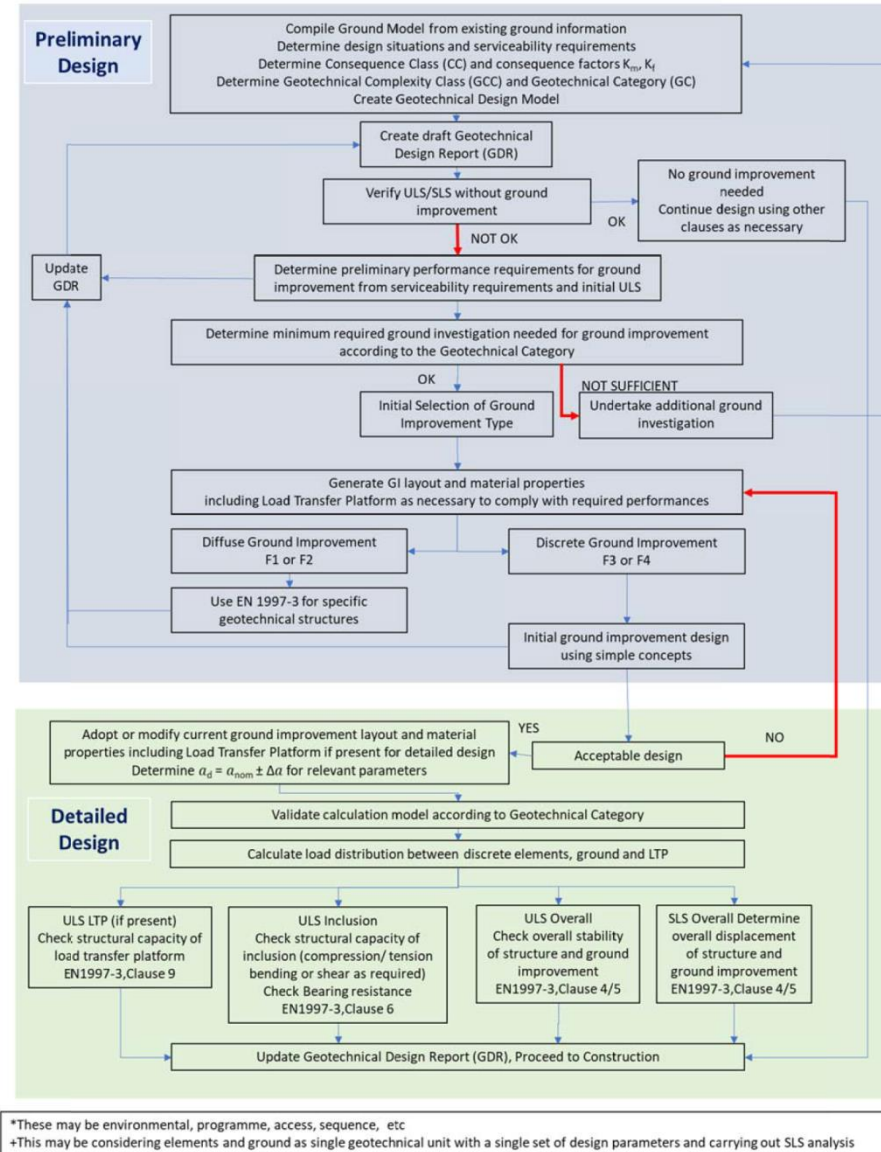 Preliminary
Design
Compile Ground Model from existing ground information
Determine design situations and serviceability requirements
Determine Consequence Class (CC) and consequence factors Km, Kf
Determine Geotechnical Complexity Class (GCC) and Geotechnical Category (GC)
Create Geotechnical Design Model
Create draft Geotechnical
Design Report (GDR)
Verify ULS/SLS without ground
improvement
OK
No ground improvement
needed
Continue design using other
clauses as necessary
NOT OK
Update
GDR
Determine preliminary performance requirements for ground
improvement from serviceability requirements and initial ULS
Determine minimum required ground investigation needed for ground improvement
according to the Geotechnical Category
OK
NOT SUFFICIENT
Initial Selection of Ground
Improvement Type
Undertake additional ground
investigation
Generate GI layout and material properties
including Load Transfer Platform as necessary to comply with required performances
Diffuse Ground Improvement
F1 or F2
Discrete Ground Improvement
F3 or F4
Use EN 1997-3 for specific
geotechnical structures
Initial ground improvement design
using simple concepts
Adopt or modify current ground improvement layout and material
properties including Load Transfer Platform if present for detailed design
Determine ad = anom ± Δa for relevant parameters
YES
Acceptable design
NO
Detailed
Design
Validate calculation model according to Geotechnical Category
Calculate load distribution between discrete elements, ground and LTP
ULS LTP (if present)
Check structural capacity of
load transfer platform
EN1997-3,Clause 9
ULS Inclusion
Check structural capacity of
inclusion (compression/ tension
bending or shear as required)
Check Bearing resistance
EN1997-3,Clause 6
ULS Overall
Check overall stability
of structure and ground
improvement
EN1997-3,Clause 4/5
SLS Overall Determine
overall displacement
of structure and
ground improvement
EN1997-3,Clause 4/5
Update Geotechnical Design Report (GDR), Proceed to Construction
*These may be environmental, programme, access, sequence, etc
+This may be considering elements and ground as single geotechnical unit with a single set of design parameters and carrying out SLS analysis